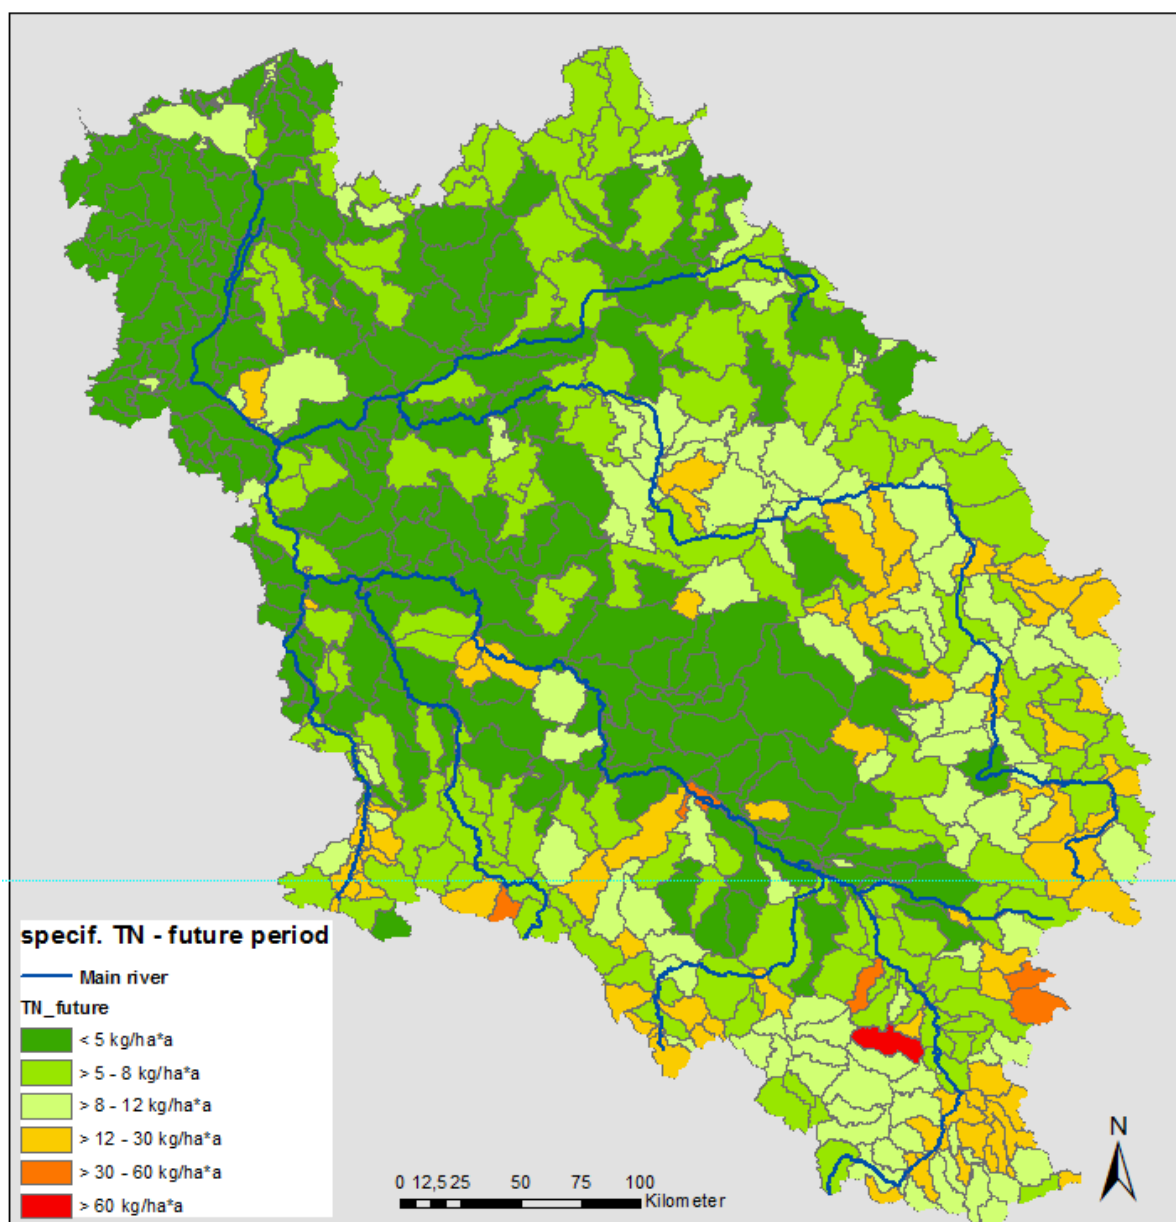 specif. TN - future period
Main river
TN_future
< 5 kg/ha*a
> 5 - 8 kg/ha*a
> 8 - 12 kg/ha*a
> 12 - 30 kg/ha*a
> 30 - 60 kg/ha*a
> 60 kg/ha*a
0 12,5 25 50 75 100
Kilometer
N